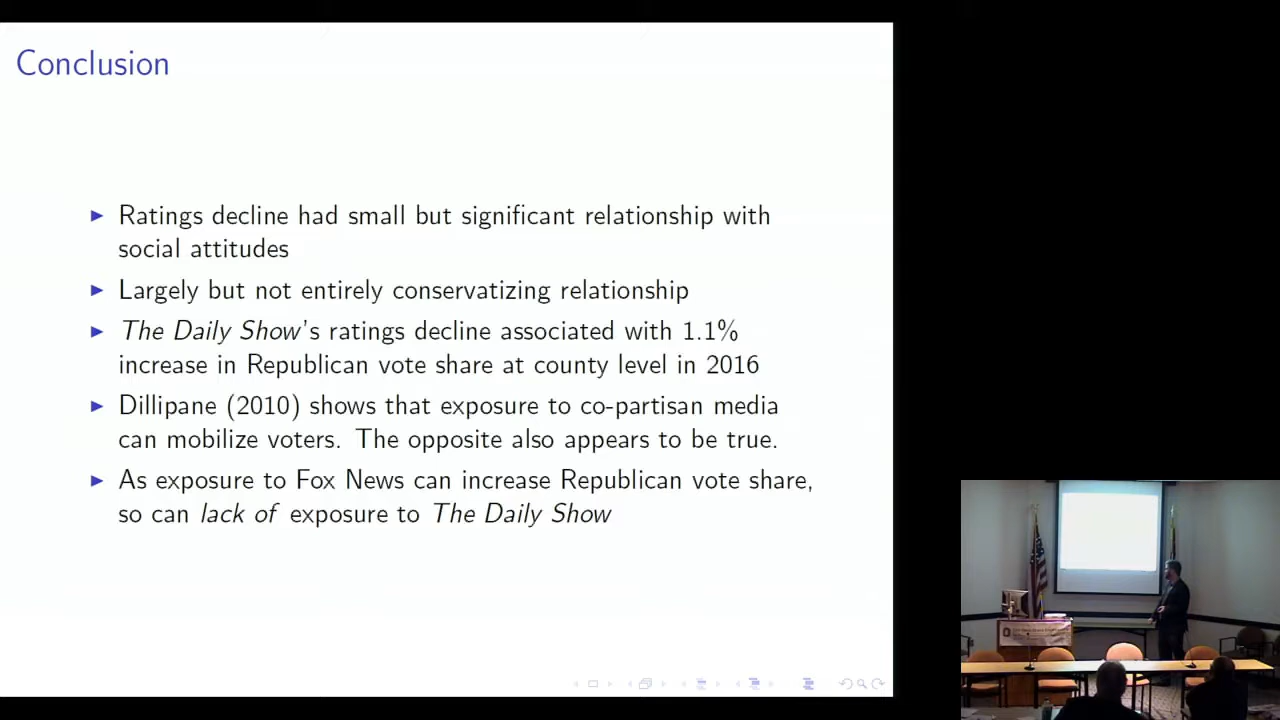 Conclusion
Ratings decline had small but significant relationship with
social attitudes
Largely but not entirely conservatizing relationship
The Daily Show's ratings decline associated with 1.1%
increase in Republican vote share at county level in 2016
Dillipane (2010) shows that exposure to co-partisan media
can mobilize voters. The opposite also appears to be true.
As exposure to Fox News can increase Republican vote share,
so can lack of exposure to The Daily Show